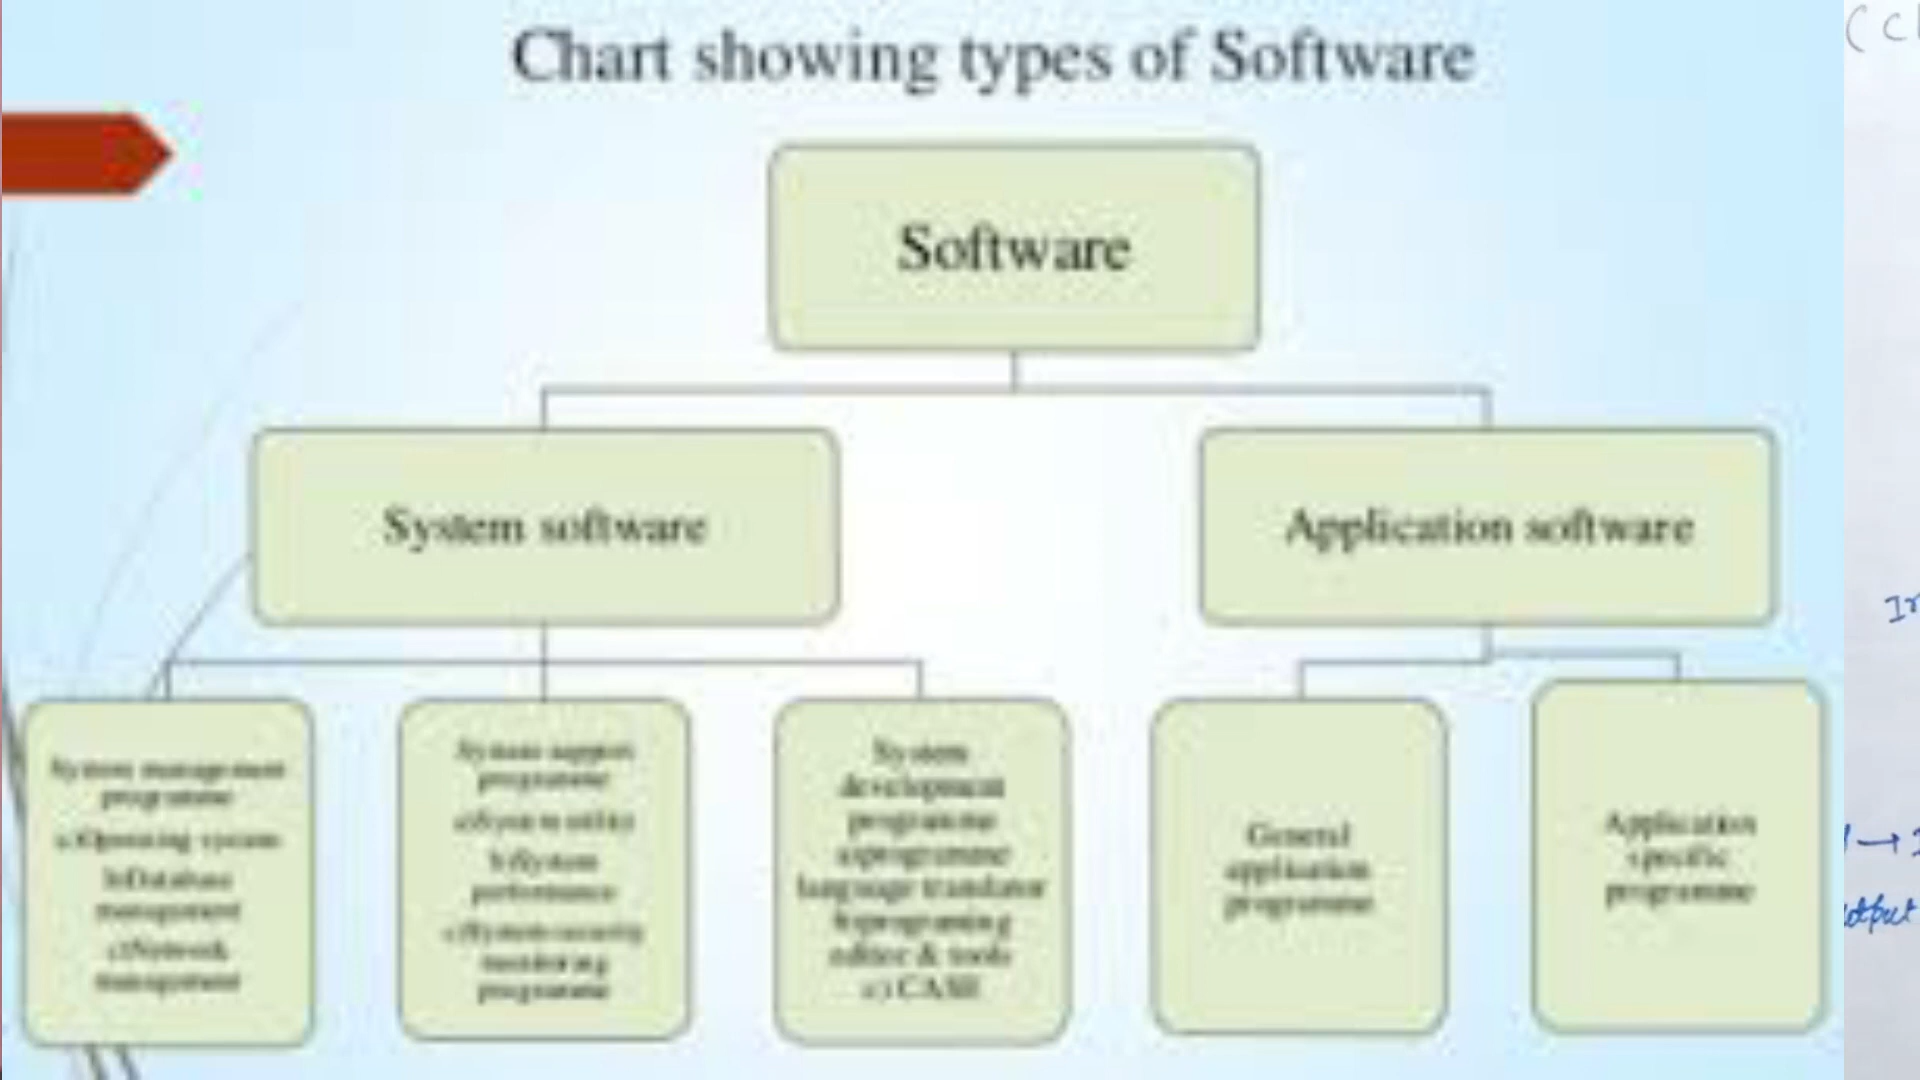 Chart showing types of Software
Software
System software
Application software
System management
programme
a)Operating system
b)Database
management
c)Network
management
System support
programme
a)System utility
b)System
performance
c)System security
monitoring
programme
System
development
programme
a)programme
language translator
b)programing
editor & tools
c) CASE
General
application
programme
Application
specific
programme